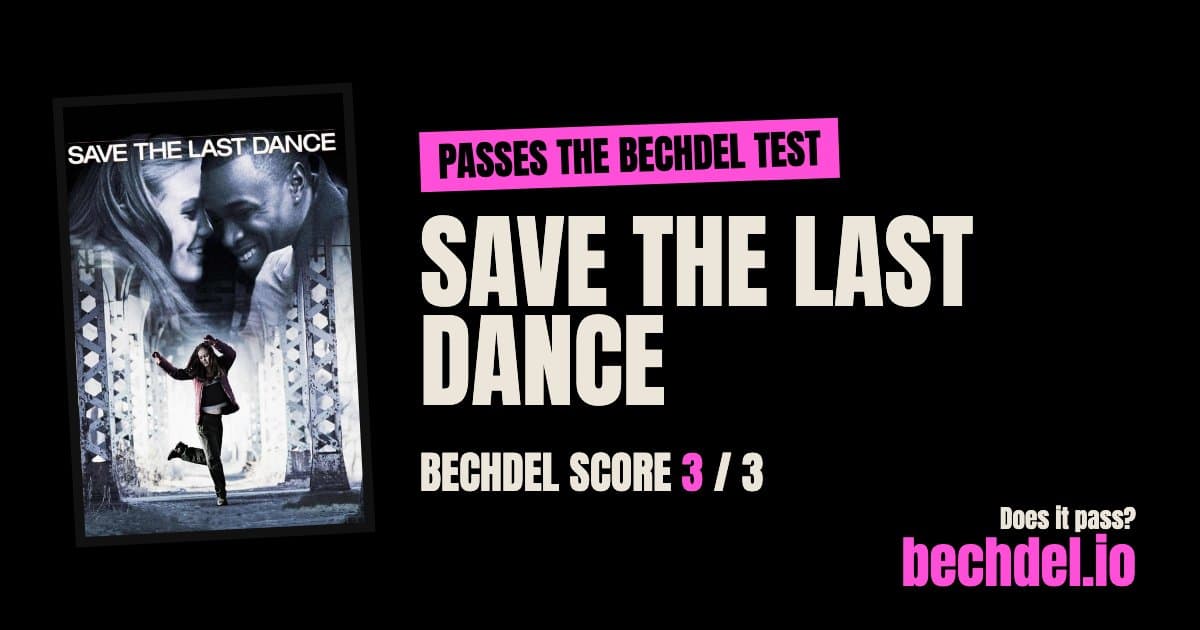 SAVE THE LAST DANCE
PASSES THE BECHDEL TEST
SAVE THE LAST
DANCE
BECHDEL SCORE 3 / 3
Does it pass?
bechdel.io